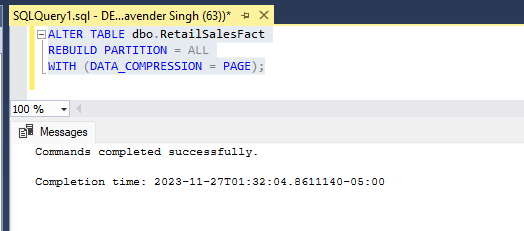 SQLQuery1.sql - DE...avender Singh (63))*
ALTER TABLE dbo.RetailSalesFact
REBUILD PARTITION = ALL
WITH (DATA_COMPRESSION = PAGE);
100 %
Messages
Commands completed successfully.
Completion time: 2023-11-27T01:32:04.8611140-05:00